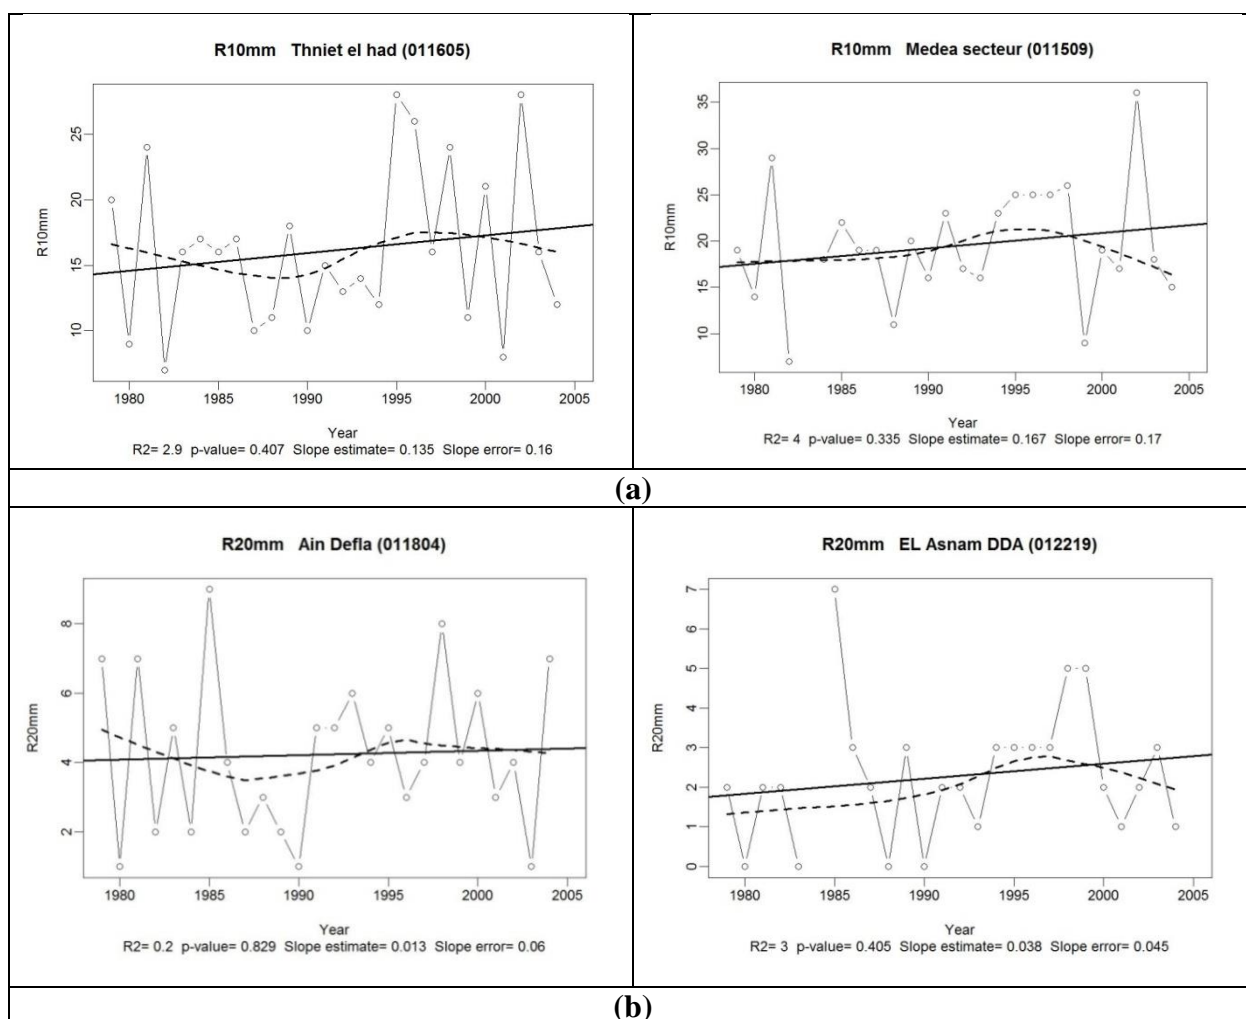 R10mm Thniet el had (011605)
R10mm
25
20
15
10
1980 1985 1990 1995 2000 2005
Year
R2= 2.9 p-value= 0.407 Slope estimate= 0.135 Slope error= 0.16
R10mm Medea secteur (011509)
R10mm
35
30
25
20
15
10
1980 1985 1990 1995 2000 2005
Year
R2= 4 p-value= 0.335 Slope estimate= 0.167 Slope error= 0.17
(a)
R20mm Ain Defla (011804)
R20mm
8
6
4
2
1980 1985 1990 1995 2000 2005
Year
R2= 0.2 p-value= 0.829 Slope estimate= 0.013 Slope error= 0.06
R20mm EL Asnam DDA (012219)
R20mm
7
6
5
4
3
2
1
0
1980 1985 1990 1995 2000 2005
Year
R2= 3 p-value= 0.405 Slope estimate= 0.038 Slope error= 0.045
(b)